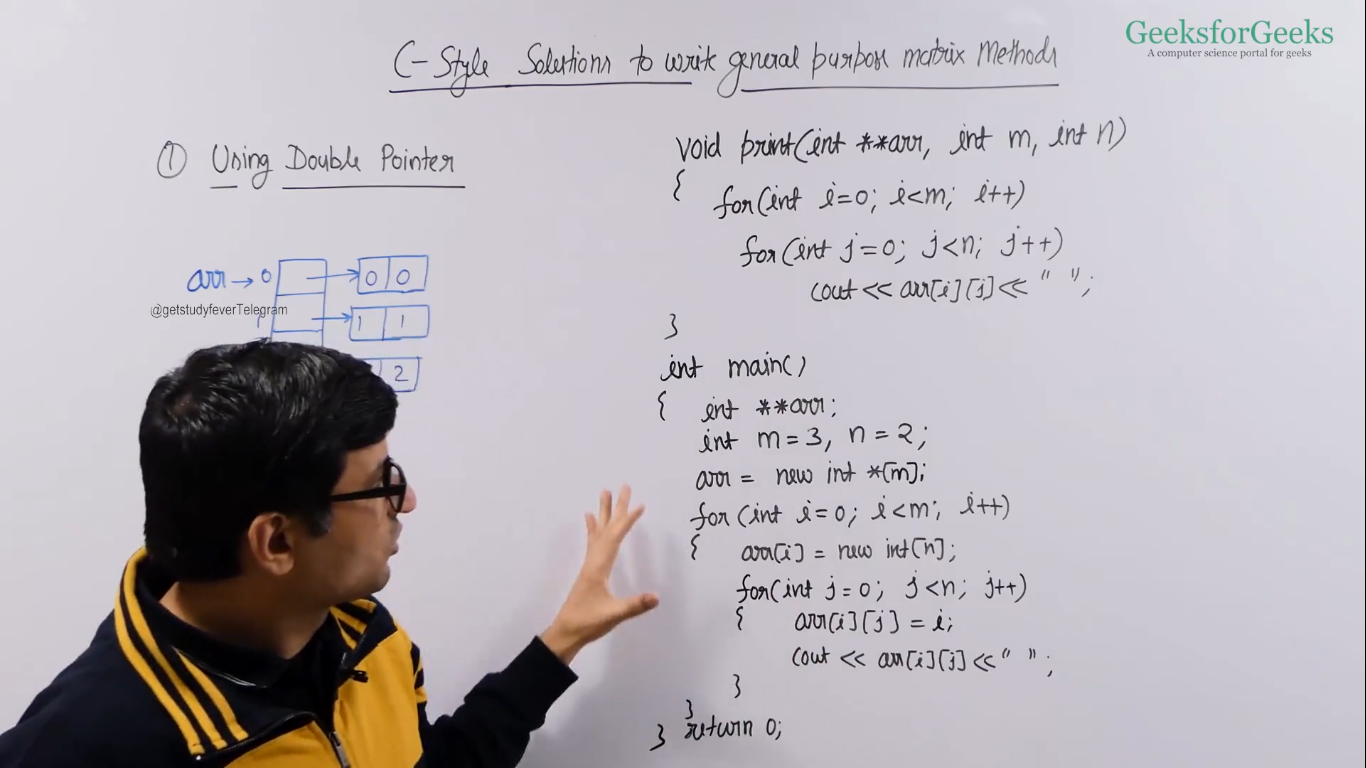 GeeksforGeeks
A computer science portal for geeks
C-Style Solutions to write general purpose matrix Methods
① Using Double Pointer
arr → 0
0 0
@getstudyfeverTelegram
1
1 1
2
void print(int **arr, int m, int n)
{ for(int i=0; i<m; i++)
for(int j=0; j<n; j++)
cout << arr[i][j] << " ";
}
int main()
{ int **arr;
int m=3, n=2;
arr = new int *[m];
for(int i=0; i<m; i++)
{ arr[i] = new int[n];
for(int j=0; j<n; j++)
{ arr[i][j] = i;
cout << arr[i][j] << " ";
}
}
} return 0;